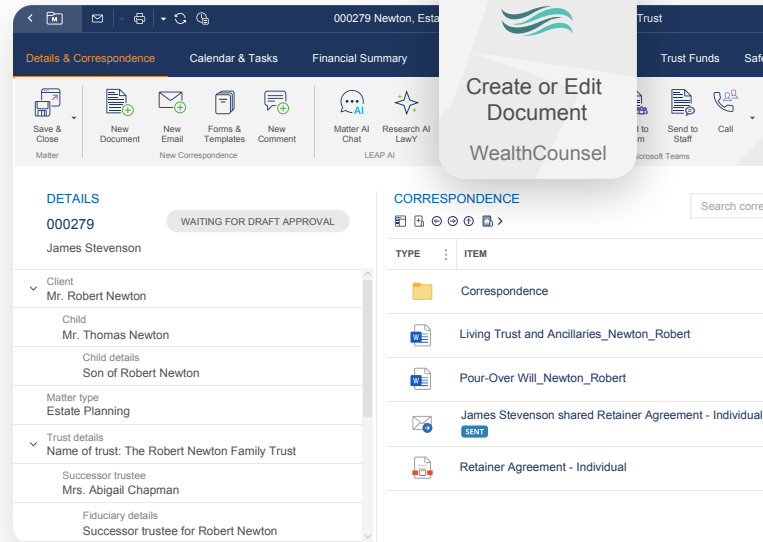 000279 Newton, Esta
Trust
Details & Correspondence
Calendar & Tasks
Financial Summary
Trust Funds
Safe
Create or Edit
Document
WealthCounsel
Save &
Close
New
Document
New
Email
Forms &
Templates
New
Comment
AI
Matter AI
Chat
Research AI
LawY
d to
m
Send to
Staff
Call
Matter
New Correspondence
LEAP AI
icrosoft Teams
DETAILS
000279
WAITING FOR DRAFT APPROVAL
James Stevenson
Client
Mr. Robert Newton
Child
Mr. Thomas Newton
Child details
Son of Robert Newton
Matter type
Estate Planning
Trust details
Name of trust: The Robert Newton Family Trust
Successor trustee
Mrs. Abigail Chapman
Fiduciary details
Successor trustee for Robert Newton
CORRESPONDENCE
Search corre
TYPE
ITEM
Correspondence
Living Trust and Ancillaries_Newton_Robert
Pour-Over Will_Newton_Robert
James Stevenson shared Retainer Agreement - Individual
SENT
Retainer Agreement - Individual